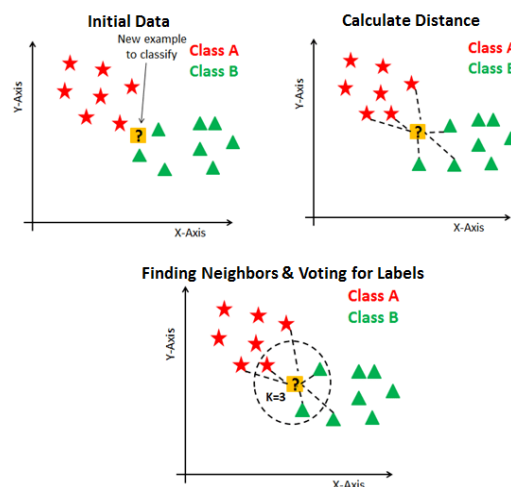 Initial Data
New example
to classify
Class A
Class B
?
Y-Axis
X-Axis
Calculate Distance
Class A
Class B
?
Y-Axis
X-Axis
Finding Neighbors & Voting for Labels
Class A
Class B
?
K=3
Y-Axis
X-Axis